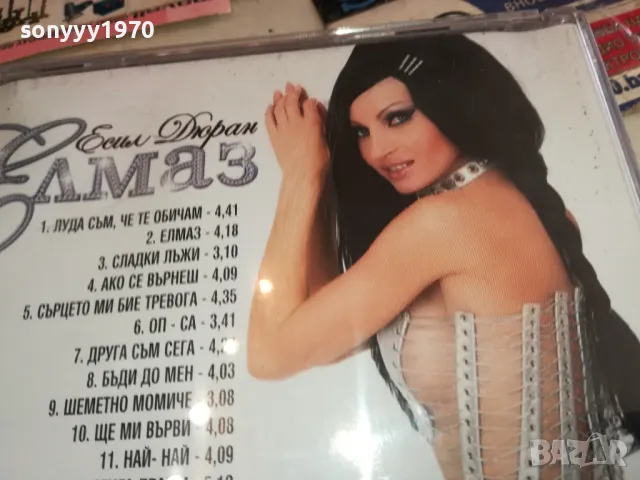 sonyyy1970
Есил Дюран
Елмаз
1. ЛУДА СЪМ, ЧЕ ТЕ ОБИЧАМ - 4,41
2. ЕЛМАЗ - 4,18
3. СЛАДКИ ЛЪЖИ - 3,10
4. АКО СЕ ВЪРНЕШ - 4,09
5. СЪРЦЕТО МИ БИЕ ТРЕВОГА - 4,35
6. ОП - СА - 3,41
7. ДРУГА СЪМ СЕГА -
8. БЪДИ ДО МЕН - 4,03
9. ШЕМЕТНО МОМИЧЕ - 3,08
10. ЩЕ МИ ВЪРВИ - 4,08
11. НАЙ- НАЙ - 4,09
BAZAR